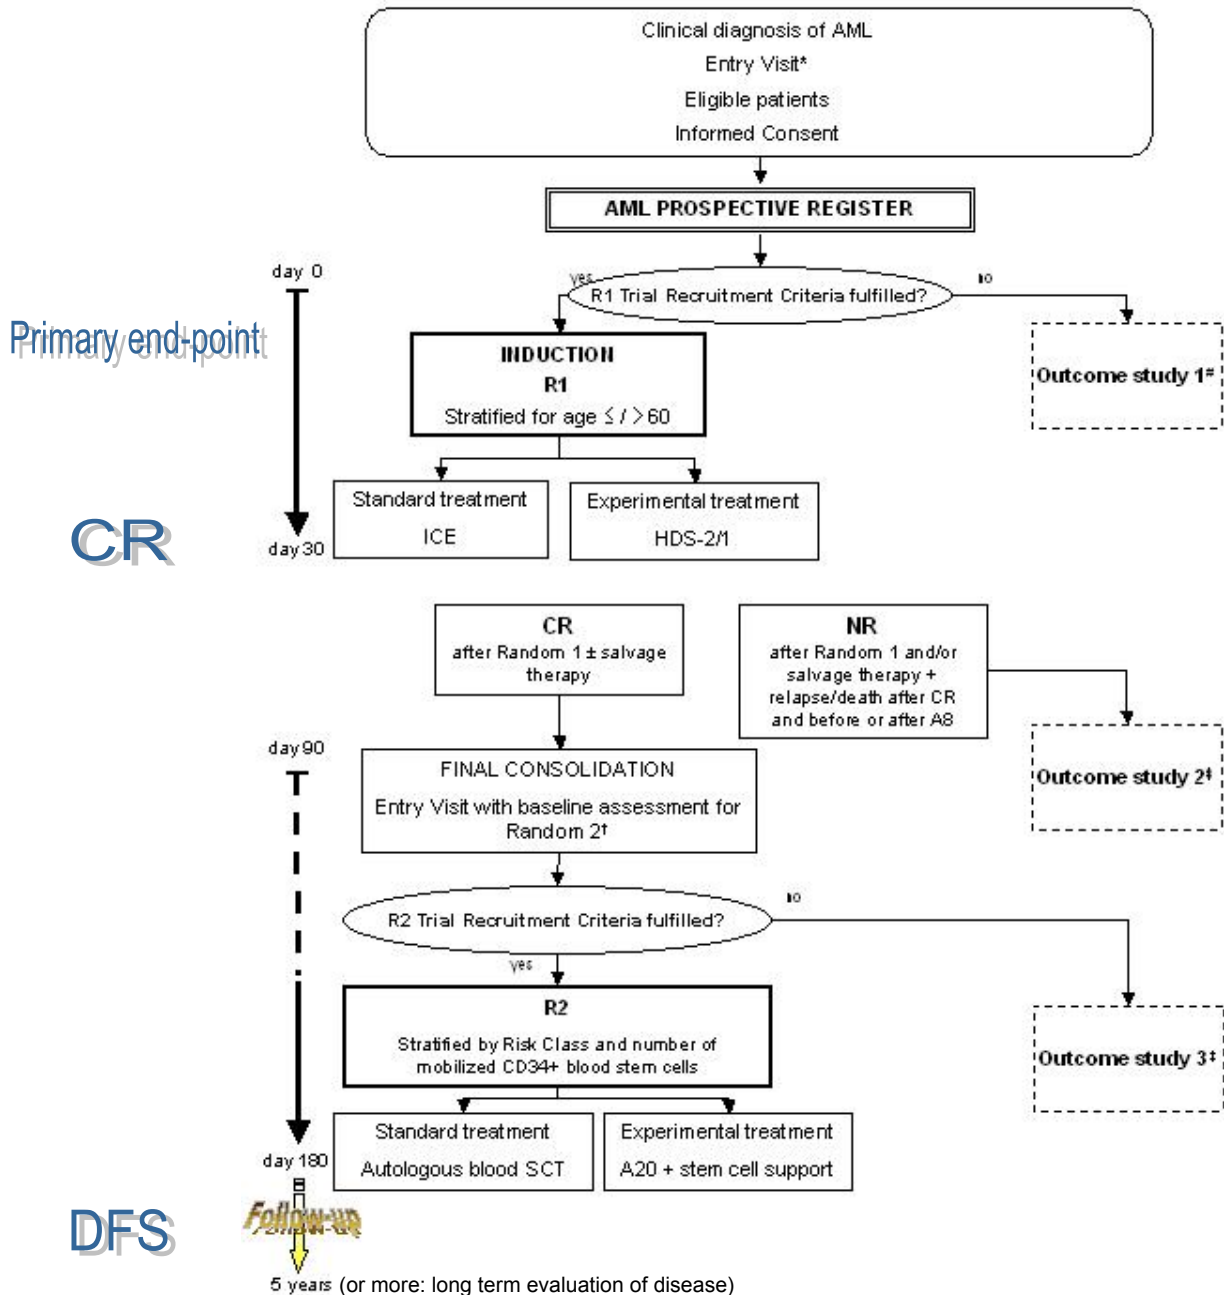 Clinical diagnosis of AML
Entry Visit*
Eligible patients
Informed Consent
AML PROSPECTIVE REGISTER
day 0
yes
no
R1 Trial Recruitment Criteria fulfilled?
Primary end-point
INDUCTION
R1
Stratified for age ≤ / > 60
Outcome study 1#
Standard treatment
ICE
Experimental treatment
HDS-2/1
CR
day 30
CR
after Random 1 ± salvage
therapy
NR
after Random 1 and/or
salvage therapy +
relapse/death after CR
and before or after A8
day 90
FINAL CONSOLIDATION
Entry Visit with baseline assessment for
Random 2†
Outcome study 2‡
R2 Trial Recruitment Criteria fulfilled?
no
yes
R2
Stratified by Risk Class and number of
mobilized CD34+ blood stem cells
Outcome study 3‡
Standard treatment
Autologous blood SCT
Experimental treatment
A20 + stem cell support
day 180
DFS
Follow-up
5 years (or more: long term evaluation of disease)